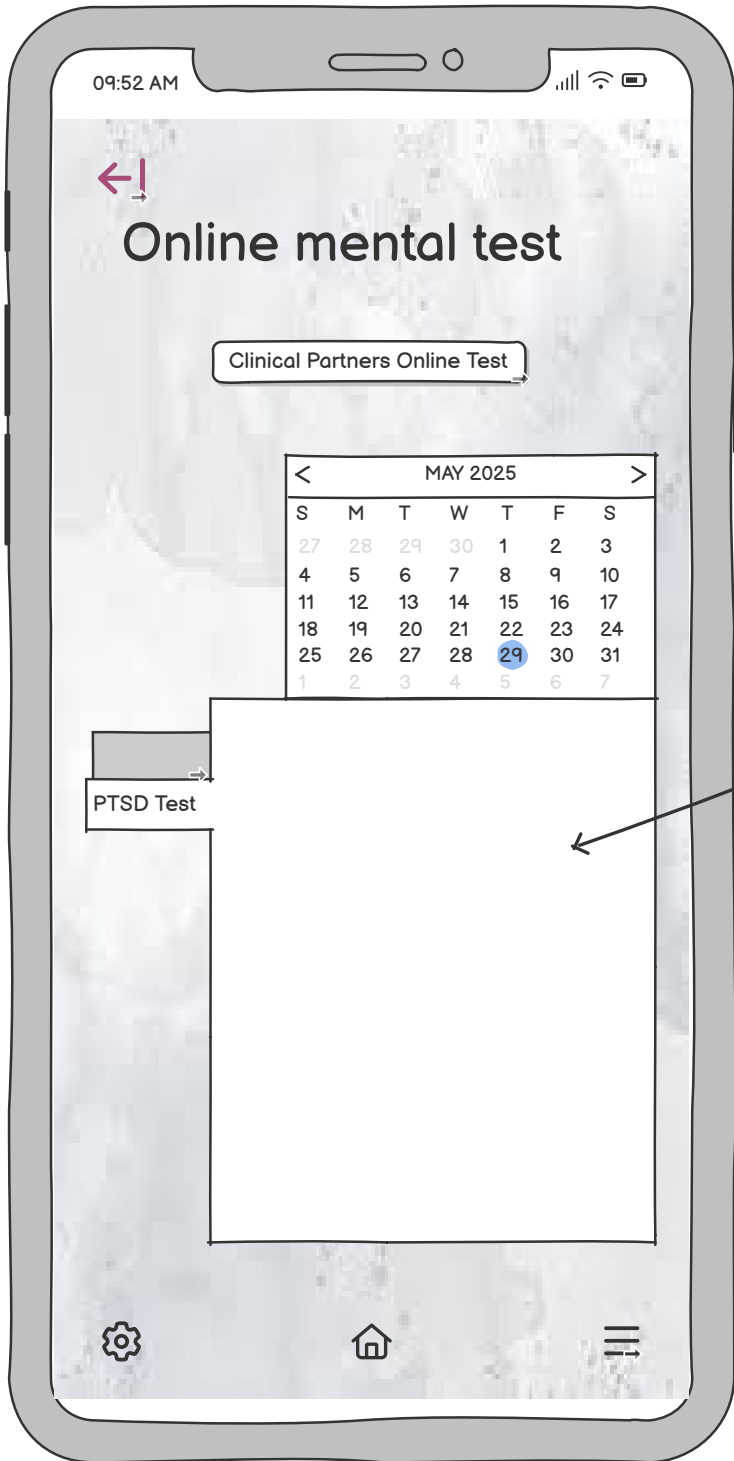 09:52 AM
Online mental test
Clinical Partners Online Test
< MAY 2025 >
S M T W T F S
27 28 29 30 1 2 3
4 5 6 7 8 9 10
11 12 13 14 15 16 17
18 19 20 21 22 23 24
25 26 27 28 29 30 31
1 2 3 4 5 6 7
PTSD Test